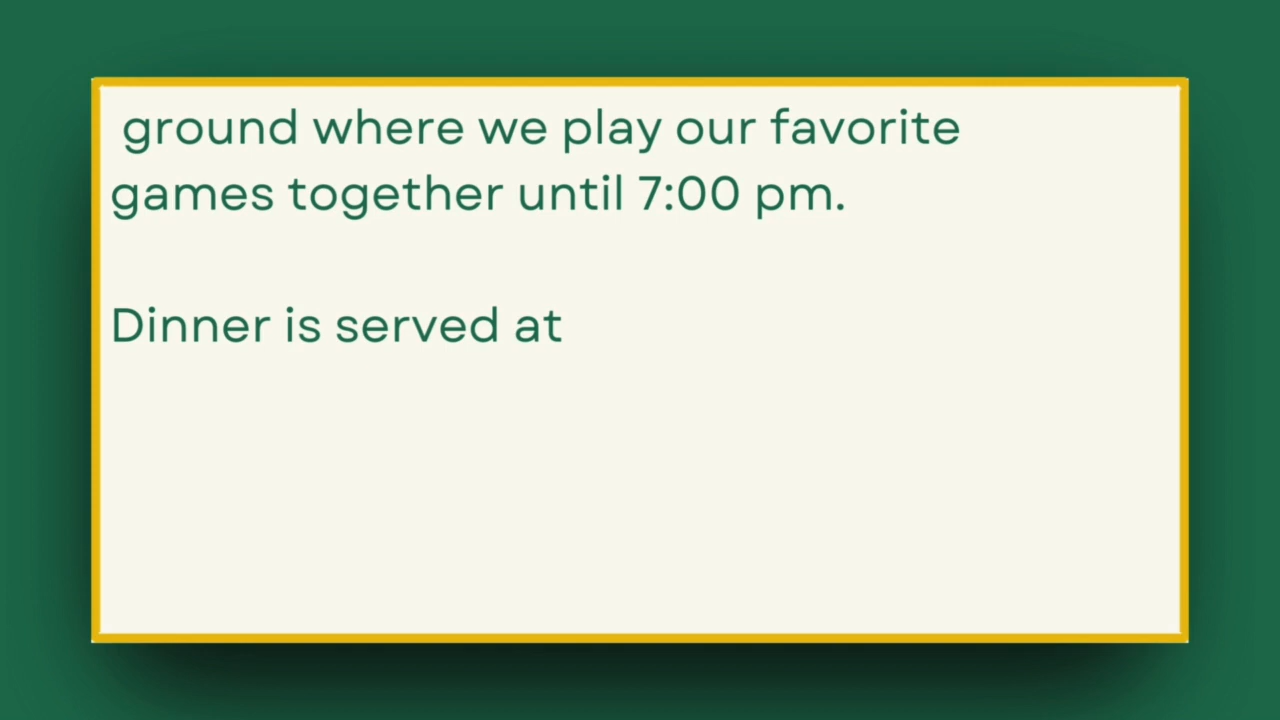 ground where we play our favorite
games together until 7:00 pm.
Dinner is served at